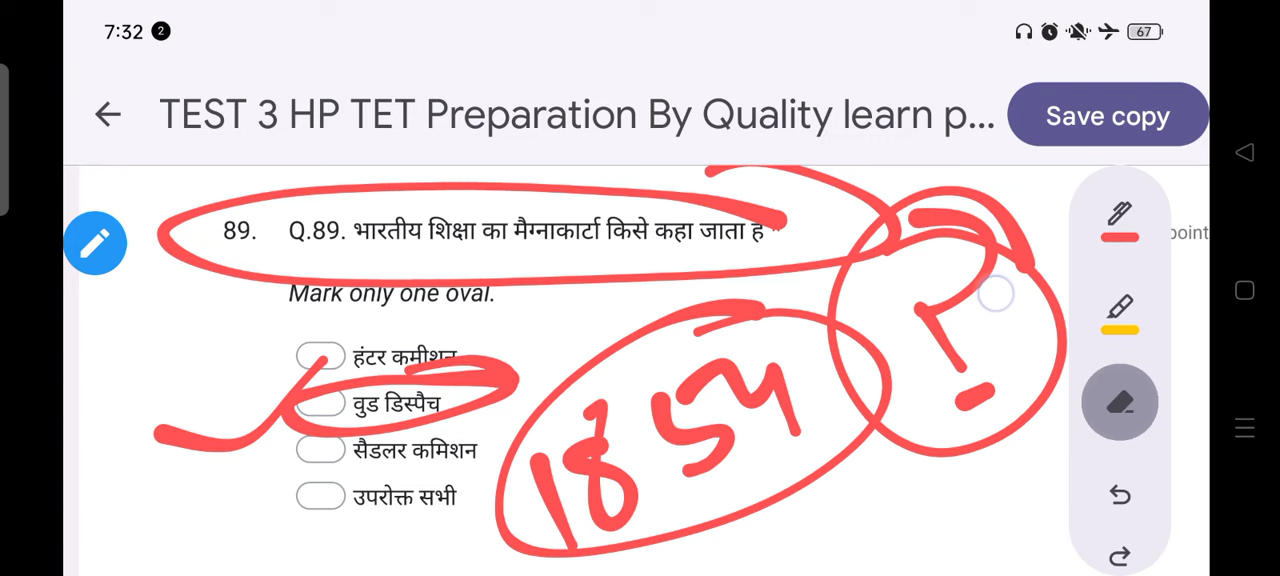 7:32 2 67
TEST 3 HP TET Preparation By Quality learn p... Save copy
89. Q.89. भारतीय शिक्षा का मैग्नाकार्टा किसे कहा जाता है
point
Mark only one oval.
हंटर कमीशन
वुड डिस्पैच
सैडलर कमिशन
उपरोक्त सभी
1854